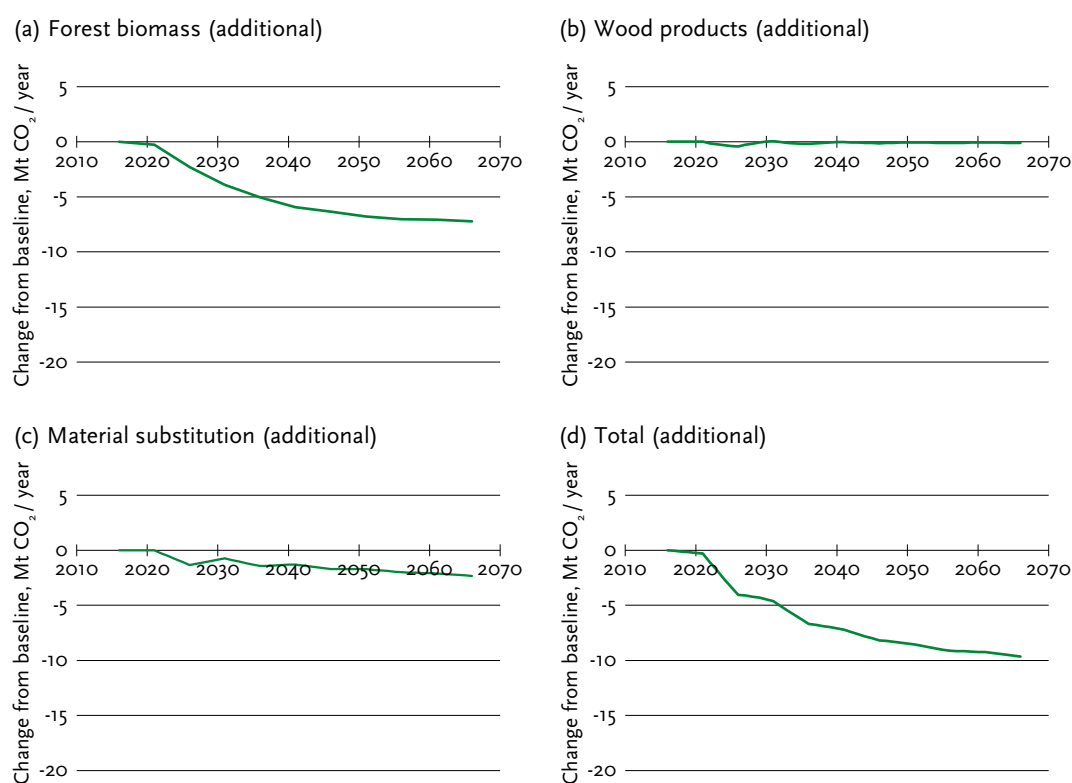 (a) Forest biomass (additional)
Change from baseline, Mt CO₂ / year
5
0
2010 2020 2030 2040 2050 2060 2070
-5
-10
-15
-20
(b) Wood products (additional)
Change from baseline, Mt CO₂ / year
5
0
2010 2020 2030 2040 2050 2060 2070
-5
-10
-15
-20
(c) Material substitution (additional)
Change from baseline, Mt CO₂ / year
5
0
2010 2020 2030 2040 2050 2060 2070
-5
-10
-15
-20
(d) Total (additional)
Change from baseline, Mt CO₂ / year
5
0
2010 2020 2030 2040 2050 2060 2070
-5
-10
-15
-20